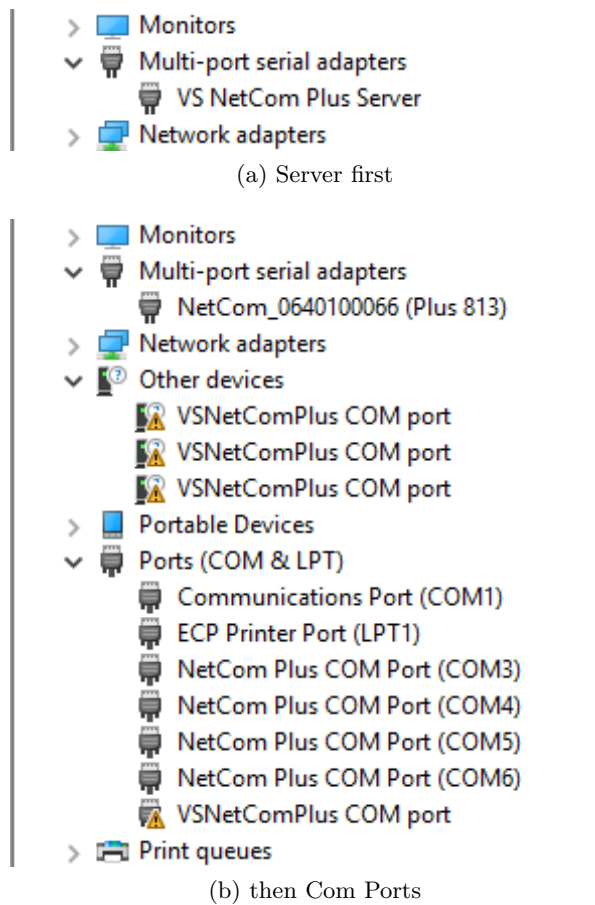 Monitors
Multi-port serial adapters
VS NetCom Plus Server
Network adapters
(a) Server first
Monitors
Multi-port serial adapters
NetCom_0640100066 (Plus 813)
Network adapters
Other devices
VSNetComPlus COM port
VSNetComPlus COM port
VSNetComPlus COM port
Portable Devices
Ports (COM & LPT)
Communications Port (COM1)
ECP Printer Port (LPT1)
NetCom Plus COM Port (COM3)
NetCom Plus COM Port (COM4)
NetCom Plus COM Port (COM5)
NetCom Plus COM Port (COM6)
VSNetComPlus COM port
Print queues
(b) then Com Ports